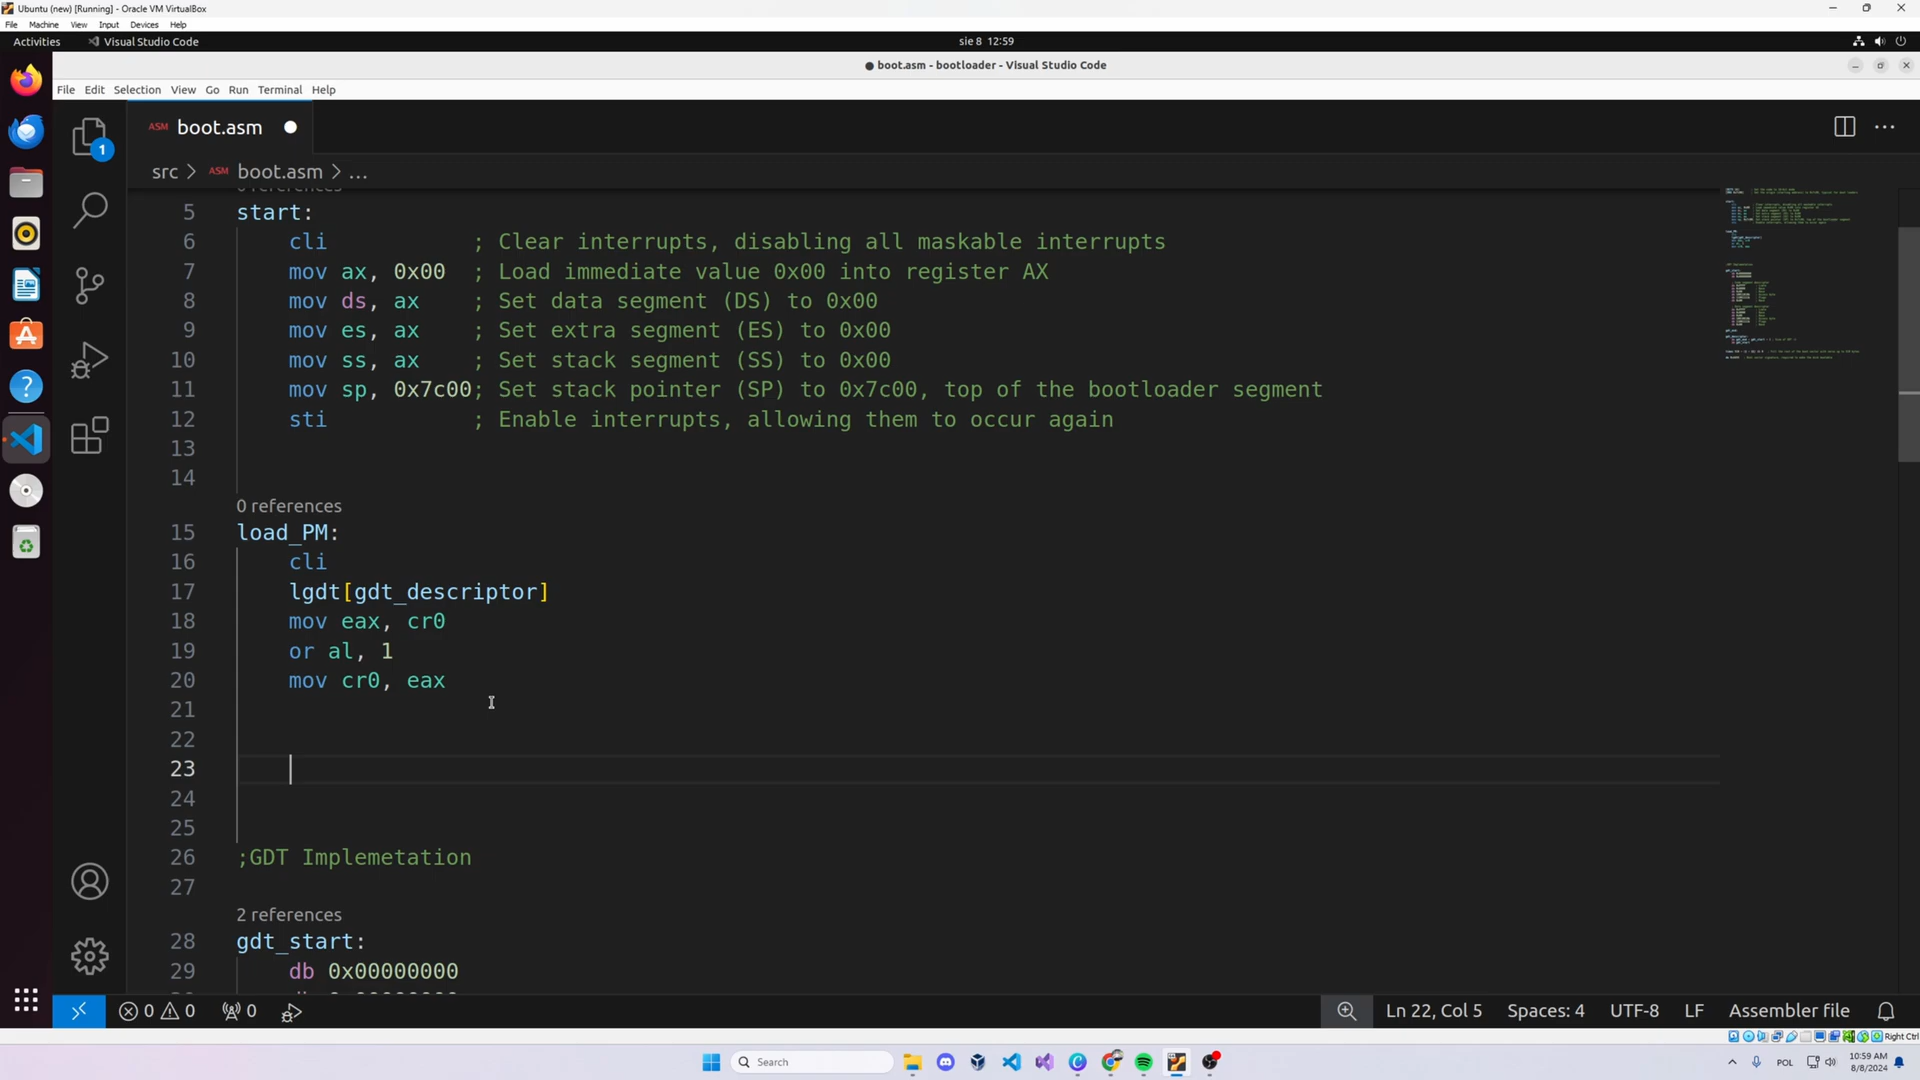 Ubuntu (new) [Running] - Oracle VM VirtualBox
File Machine View Input Devices Help
Activities Visual Studio Code sie 8 12:59
● boot.asm - bootloader - Visual Studio Code
File Edit Selection View Go Run Terminal Help
ASM boot.asm
1
src > ASM boot.asm > ...
5 start:
6 cli ; Clear interrupts, disabling all maskable interrupts
7 mov ax, 0x00 ; Load immediate value 0x00 into register AX
8 mov ds, ax ; Set data segment (DS) to 0x00
9 mov es, ax ; Set extra segment (ES) to 0x00
10 mov ss, ax ; Set stack segment (SS) to 0x00
11 mov sp, 0x7c00; Set stack pointer (SP) to 0x7c00, top of the bootloader segment
12 sti ; Enable interrupts, allowing them to occur again
13
14
0 references
15 load_PM:
16 cli
17 lgdt[gdt_descriptor]
18 mov eax, cr0
19 or al, 1
20 mov cr0, eax
21
22
23
24
25
26 ;GDT Implemetation
27
2 references
28 gdt_start:
29 db 0x00000000
0 0 0 Ln 22, Col 5 Spaces: 4 UTF-8 LF Assembler file
Right Ctrl
Search
POL
10:59 AM
8/8/2024